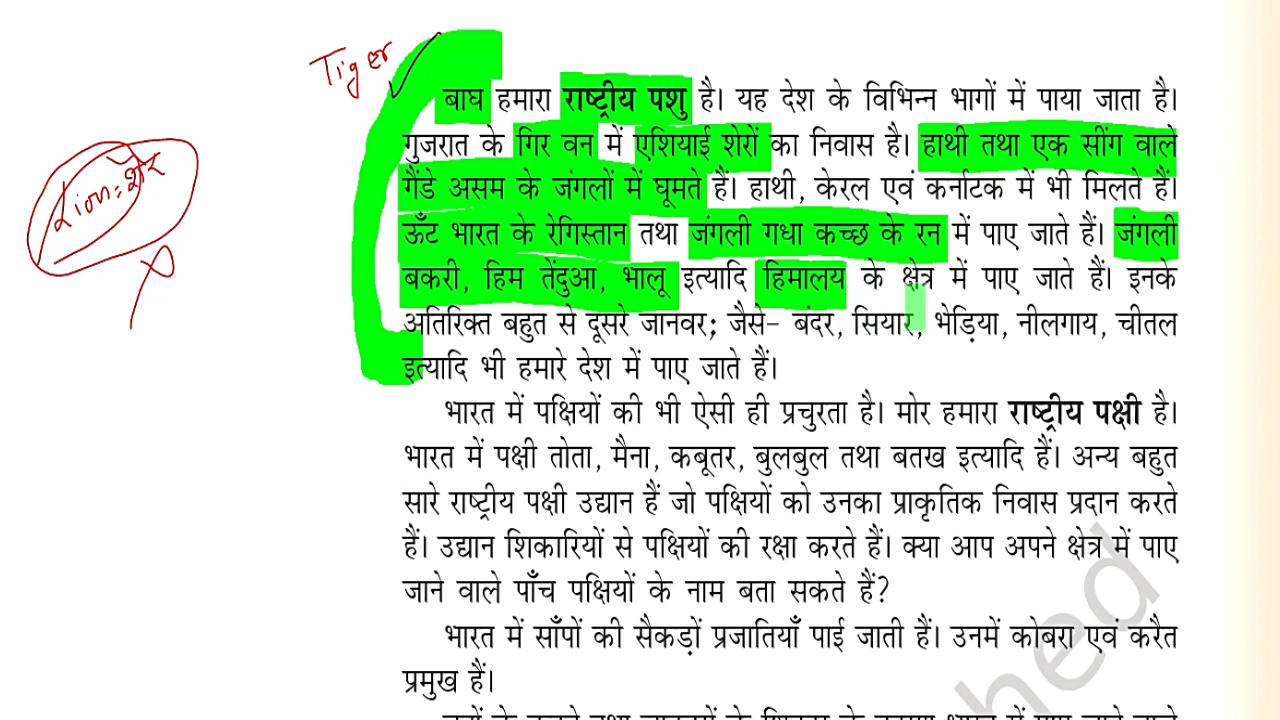 Tiger
Lion = शेर
बाघ हमारा राष्ट्रीय पशु है। यह देश के विभिन्न भागों में पाया जाता है।
गुजरात के गिर वन में एशियाई शेरों का निवास है। हाथी तथा एक सींग वाले
गैंडे असम के जंगलों में घूमते हैं। हाथी, केरल एवं कर्नाटक में भी मिलते हैं।
ऊँट भारत के रेगिस्तान तथा जंगली गधा कच्छ के रन में पाए जाते हैं। जंगली
बकरी, हिम तेंदुआ, भालू इत्यादि हिमालय के क्षेत्र में पाए जाते हैं। इनके
अतिरिक्त बहुत से दूसरे जानवर; जैसे- बंदर, सियार, भेड़िया, नीलगाय, चीतल
इत्यादि भी हमारे देश में पाए जाते हैं।
भारत में पक्षियों की भी ऐसी ही प्रचुरता है। मोर हमारा राष्ट्रीय पक्षी है।
भारत में पक्षी तोता, मैना, कबूतर, बुलबुल तथा बतख इत्यादि हैं। अन्य बहुत
सारे राष्ट्रीय पक्षी उद्यान हैं जो पक्षियों को उनका प्राकृतिक निवास प्रदान करते
हैं। उद्यान शिकारियों से पक्षियों की रक्षा करते हैं। क्या आप अपने क्षेत्र में पाए
जाने वाले पाँच पक्षियों के नाम बता सकते हैं?
भारत में साँपों की सैकड़ों प्रजातियाँ पाई जाती हैं। उनमें कोबरा एवं करैत
प्रमुख हैं।
hed